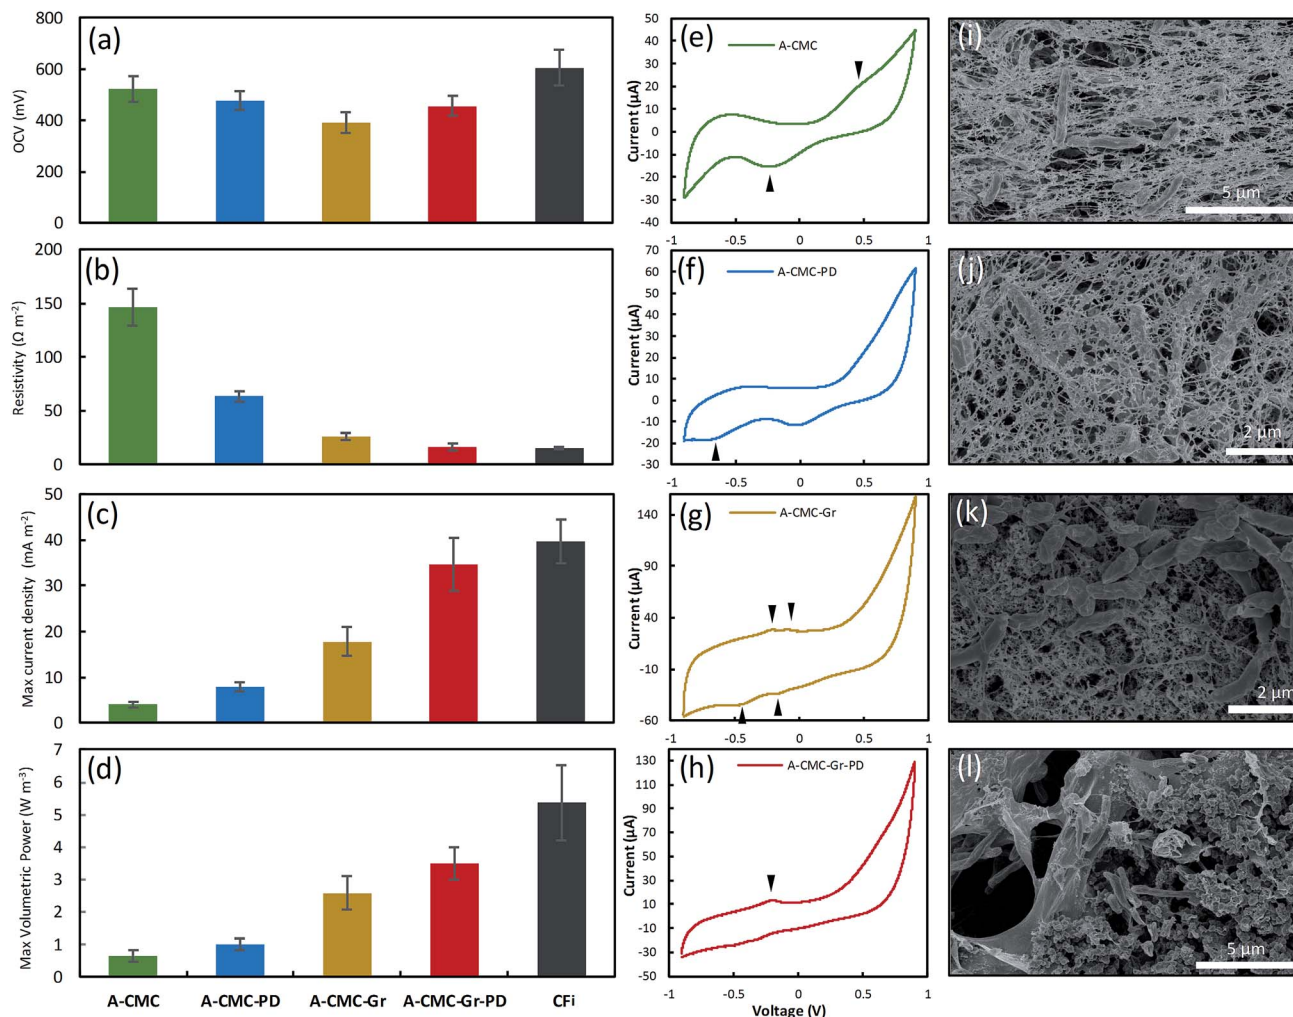 (a)
OCV (mV)
800
600
400
200
0
(b)
Resistivity (Ω m⁻²)
200
150
100
50
0
(c)
Max current density (mA m⁻²)
50
40
30
20
10
0
(d)
Max Volumetric Power (W m⁻³)
7
6
5
4
3
2
1
0
A-CMC A-CMC-PD A-CMC-Gr A-CMC-Gr-PD CFi
(e)
A-CMC
Current (μA)
50
40
30
20
10
0
-10
-20
-30
-40
-1 -0.5 0 0.5 1
(f)
A-CMC-PD
Current (μA)
70
60
50
40
30
20
10
0
-10
-20
-30
-1 -0.5 0 0.5 1
(g)
A-CMC-Gr
Current (μA)
140
90
40
-10
-60
-1 -0.5 0 0.5 1
(h)
A-CMC-Gr-PD
Current (μA)
130
110
90
70
50
30
10
-10
-30
-50
-1 -0.5 0 0.5 1
Voltage (V)
(i)
5 μm
(j)
2 μm
(k)
2 μm
(l)
5 μm